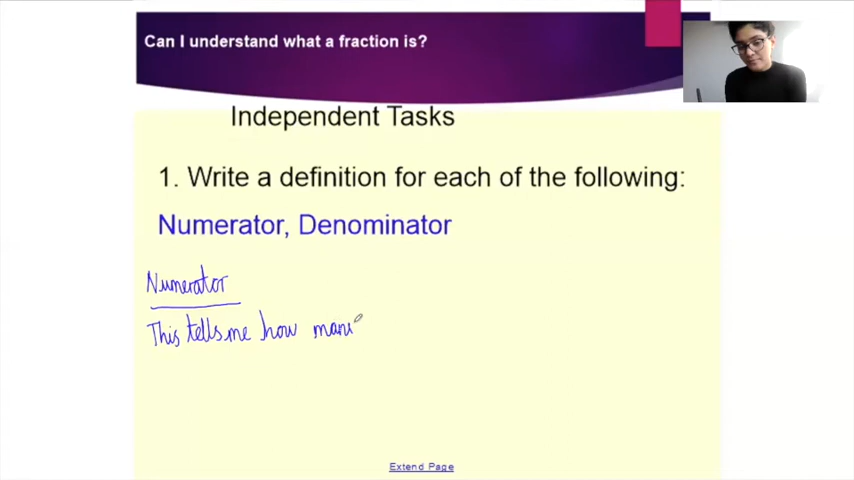 Can I understand what a fraction is?
Independent Tasks
1. Write a definition for each of the following:
Numerator, Denominator
Numerator
This tells me how many
Extend Page